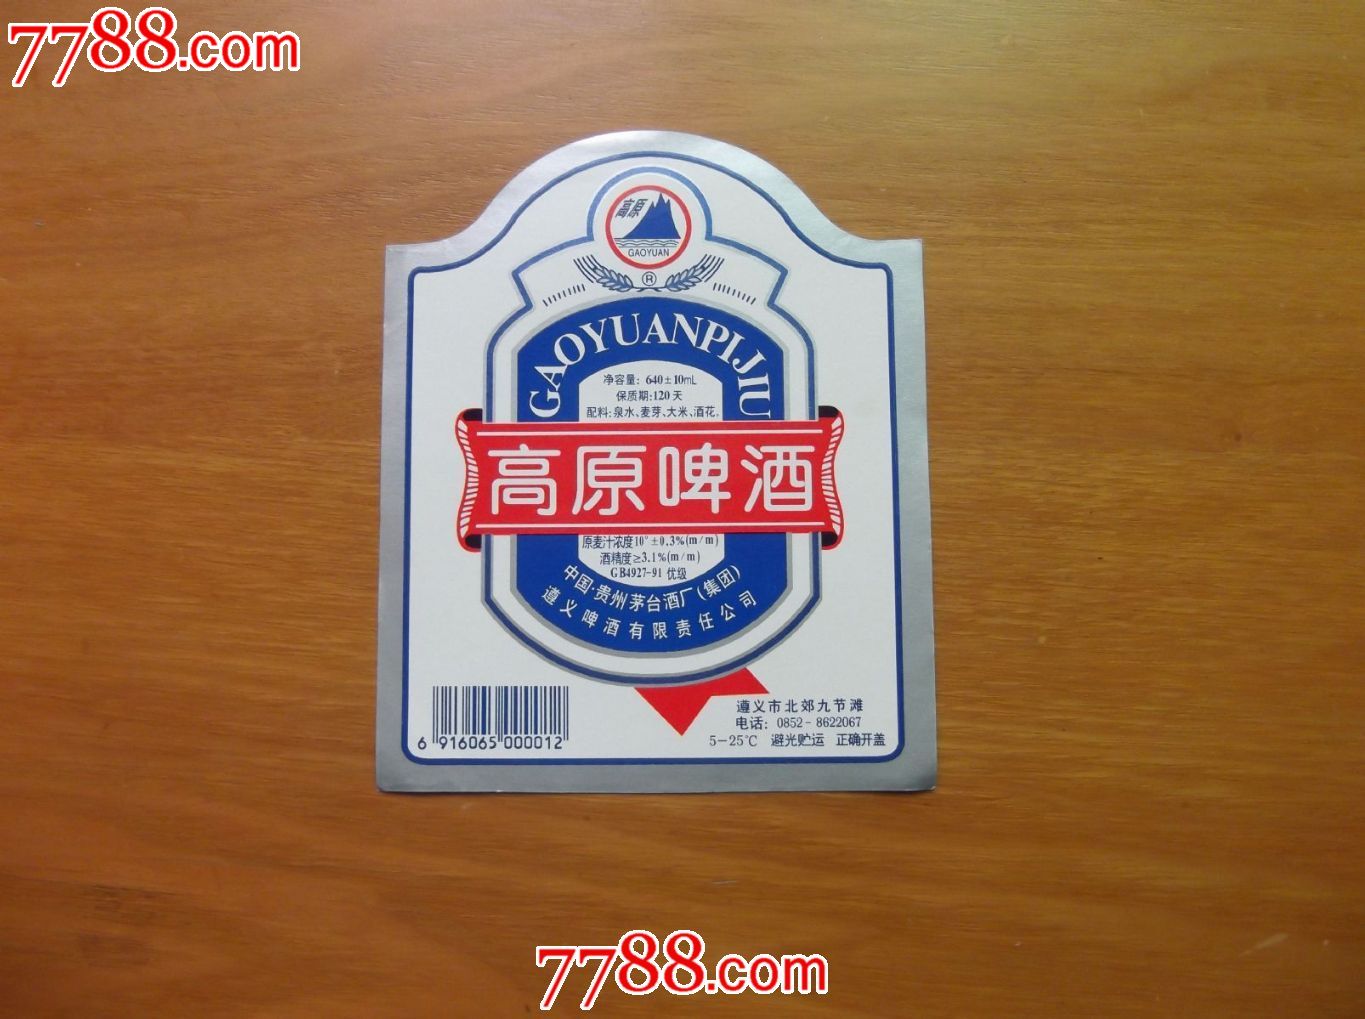 7788.com
高原
GAOYUAN
®
GAOYUANPIJIU
净容量: 640±10mL
保质期:120天
配料:泉水、麦芽、大米、酒花。
高原啤酒
原麦汁浓度10°±0.3%(m/m)
酒精度≥3.1%(m/m)
GB4927-91 优级
中国·贵州茅台酒厂(集团)
遵义啤酒有限责任公司
6 916065 000012
遵义市北郊九节滩
电话: 0852-8622067
5-25℃ 避光贮运 正确开盖
7788.com